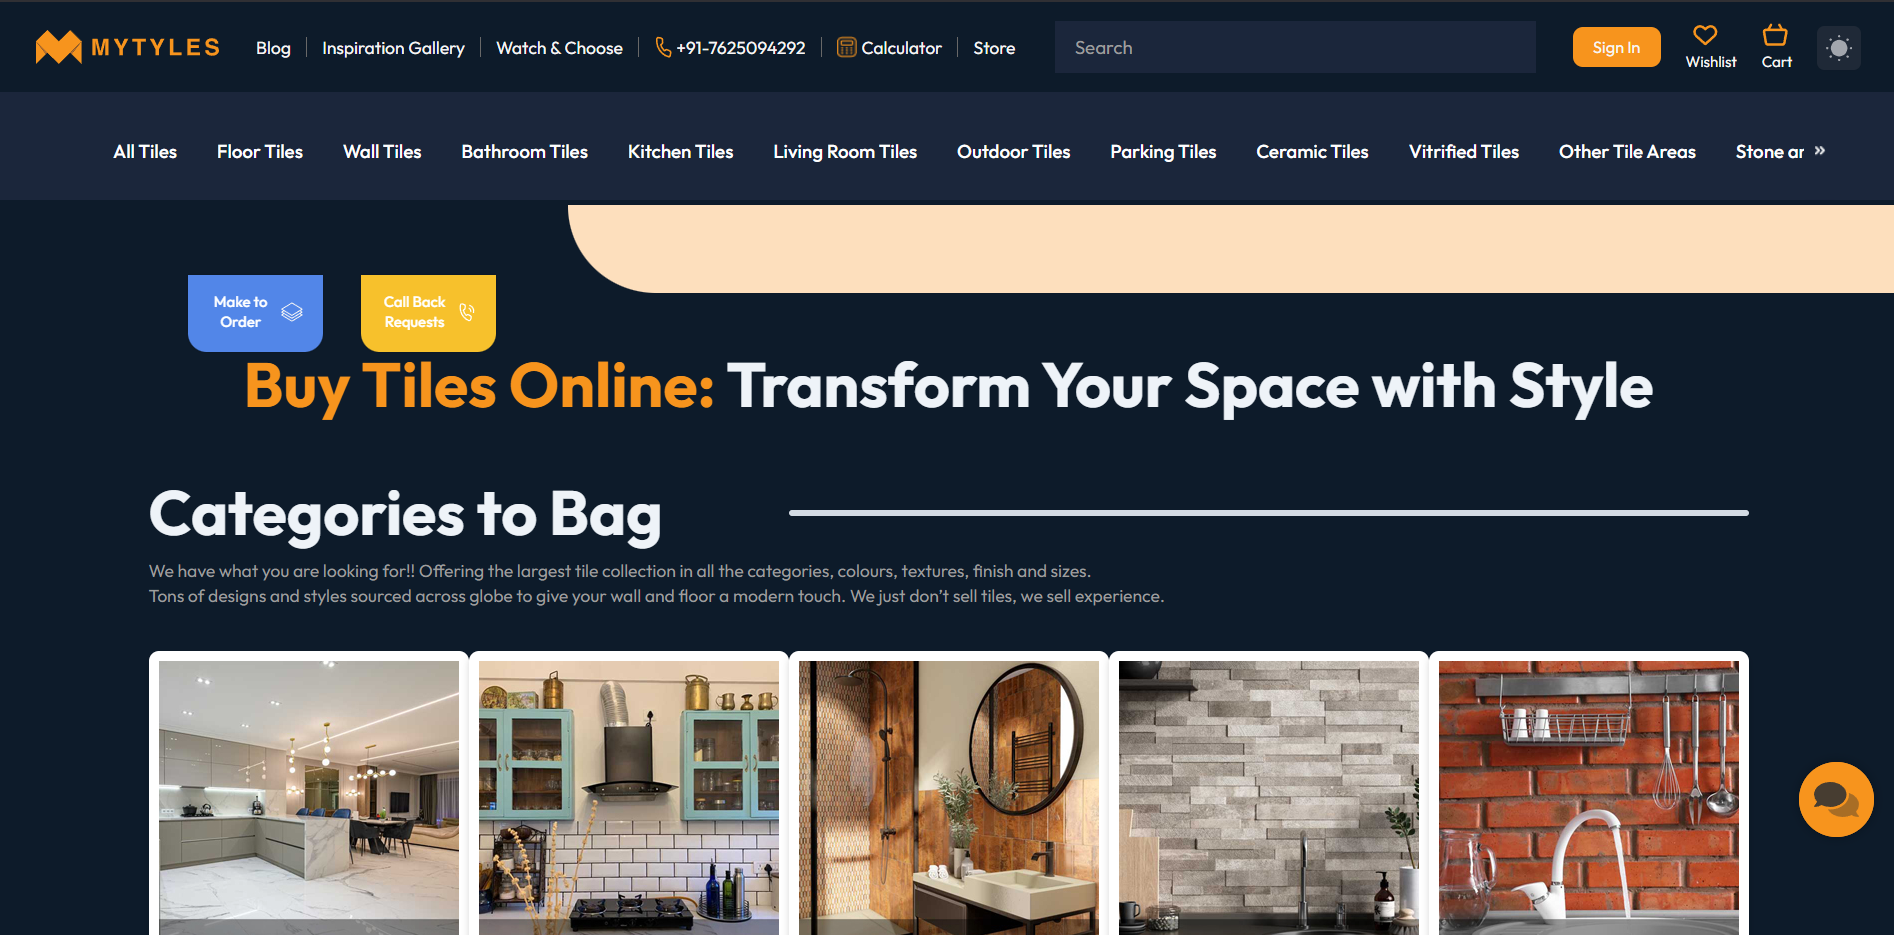 MYTYLES
Blog
Inspiration Gallery
Watch & Choose
+91-7625094292
Calculator
Store
Search
Sign In
Wishlist
Cart
All Tiles
Floor Tiles
Wall Tiles
Bathroom Tiles
Kitchen Tiles
Living Room Tiles
Outdoor Tiles
Parking Tiles
Ceramic Tiles
Vitrified Tiles
Other Tile Areas
Stone ar »
Make to
Order
Call Back
Requests
Buy Tiles Online: Transform Your Space with Style
Categories to Bag
We have what you are looking for!! Offering the largest tile collection in all the categories, colours, textures, finish and sizes.
Tons of designs and styles sourced across globe to give your wall and floor a modern touch. We just don't sell tiles, we sell experience.